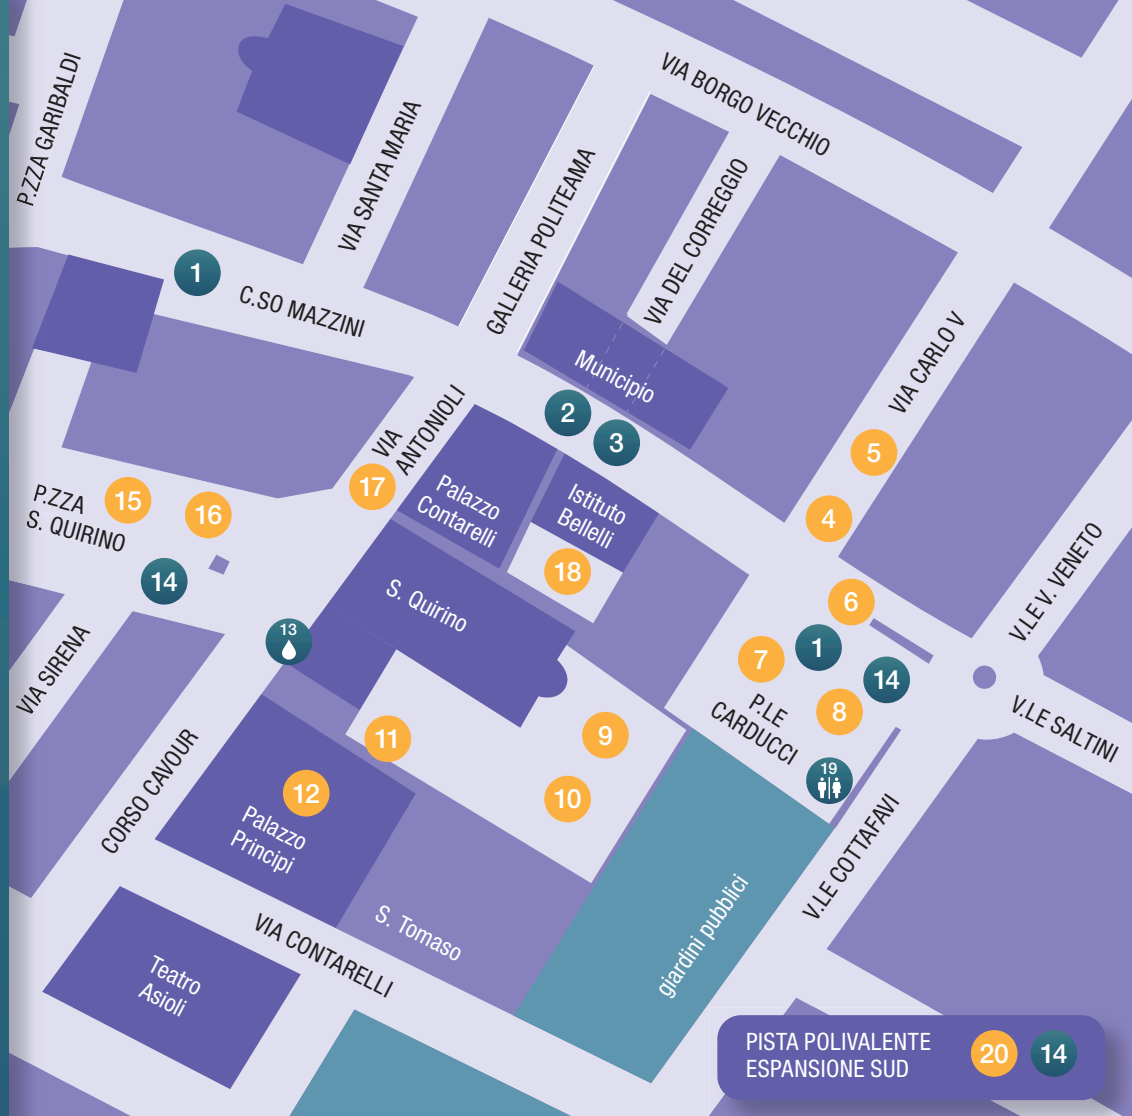 P.ZZA GARIBALDI
VIA SANTA MARIA
GALLERIA POLITEAMA
VIA BORGO VECCHIO
VIA DEL CORREGGIO
VIA CARLO V
1
C.SO MAZZINI
Municipio
2
3
VIA
ANTONIOLI
17
5
4
P.ZZA
S. QUIRINO
15
16
14
Palazzo
Contarelli
Istituto
Bellelli
18
S. Quirino
13
VIA SIRENA
6
7
1
14
8
P.LE
CARDUCCI
19
V.LE V. VENETO
V.LE SALTINI
V.LE COTTAFAVI
9
10
11
12
CORSO CAVOUR
Palazzo
Principi
S. Tomaso
VIA CONTARELLI
Teatro
Asioli
giardini pubblici
PISTA POLIVALENTE
ESPANSIONE SUD
20
14